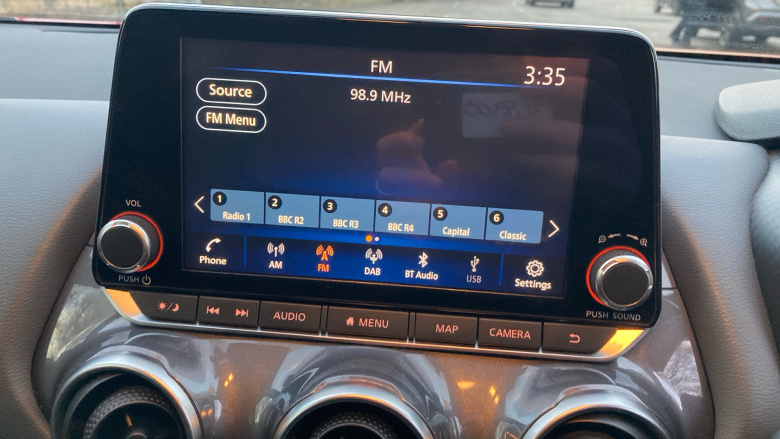 FM
3:35
98.9 MHz
Source
FM Menu
1 Radio 1
2 BBC R2
3 BBC R3
4 BBC R4
5 Capital
6 Classic
Phone
AM
FM
DAB
BT Audio
USB
Settings
VOL
PUSH
PUSH SOUND
AUDIO
MENU
MAP
CAMERA